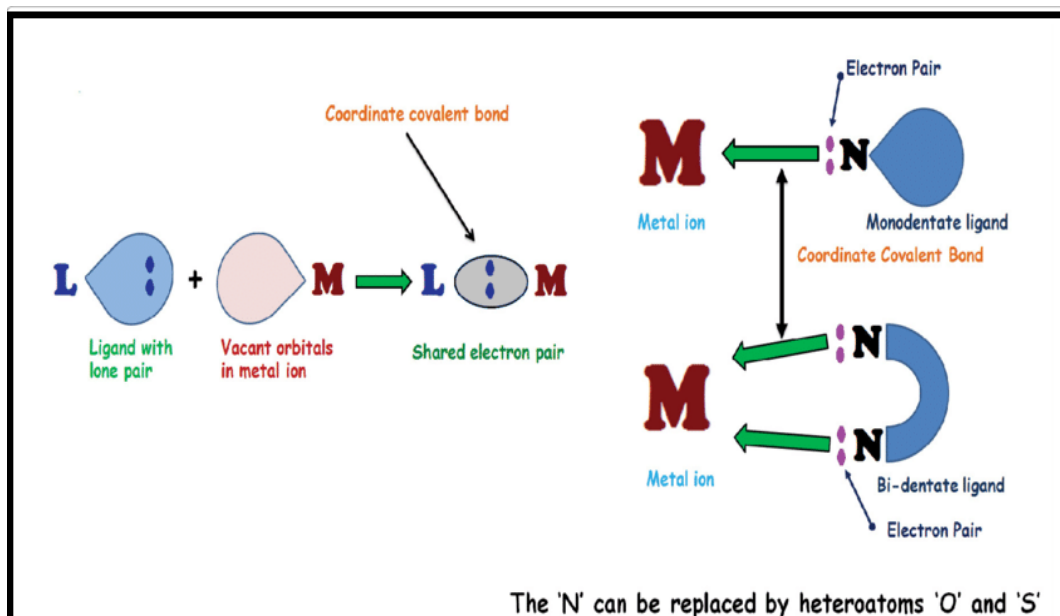 Coordinate covalent bond
L
+
M
L
M
Ligand with
lone pair
Vacant orbitals
in metal ion
Shared electron pair
Electron Pair
M
N
Metal ion
Monodentate ligand
Coordinate Covalent Bond
N
M
N
Metal ion
Bi-dentate ligand
Electron Pair
The 'N' can be replaced by heteroatoms 'O' and 'S'